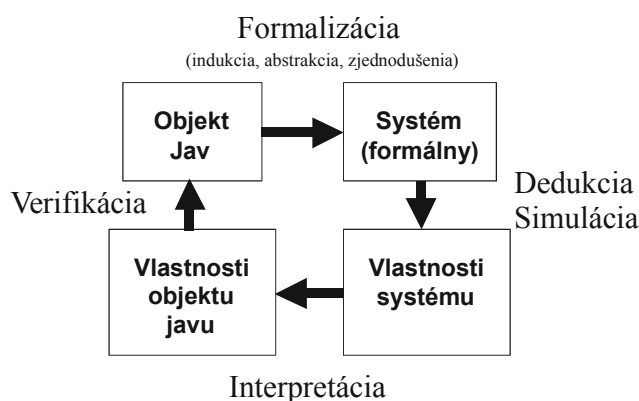 Formalizácia
(indukcia, abstrakcia, zjednodušenia)
Objekt
Jav
Systém
(formálny)
Verifikácia
Dedukcia
Simulácia
Vlastnosti
objektu
javu
Vlastnosti
systému
Interpretácia